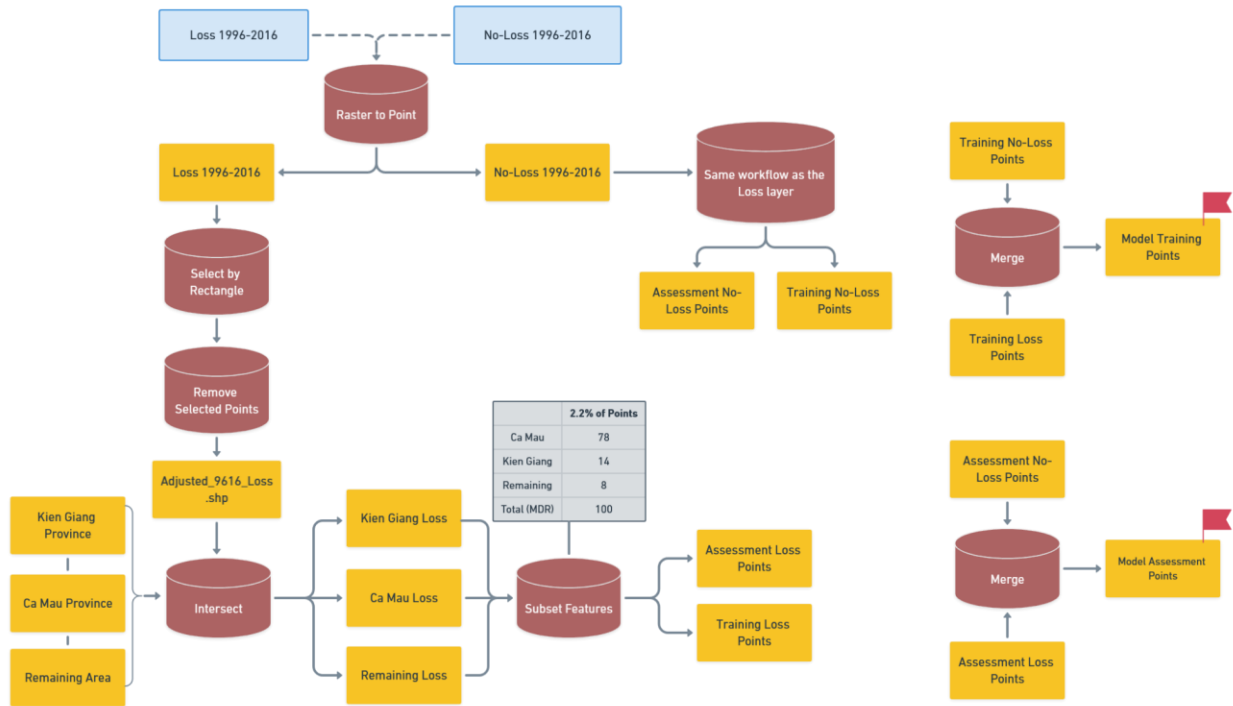 Loss 1996-2016
No-Loss 1996-2016
Raster to Point
Loss 1996-2016
No-Loss 1996-2016
Same workflow as the
Loss layer
Training No-Loss
Points
Select by
Rectangle
Merge
Model Training
Points
Assessment No-
Loss Points
Training No-Loss
Points
Training Loss
Points
Remove
Selected Points
2.2% of Points
Ca Mau 78
Kien Giang 14
Remaining 8
Total (MDR) 100
Adjusted_9616_Loss
.shp
Assessment No-
Loss Points
Kien Giang
Province
Ca Mau Province
Remaining Area
Intersect
Kien Giang Loss
Ca Mau Loss
Remaining Loss
Subset Features
Assessment Loss
Points
Training Loss
Points
Merge
Model Assessment
Points
Assessment Loss
Points